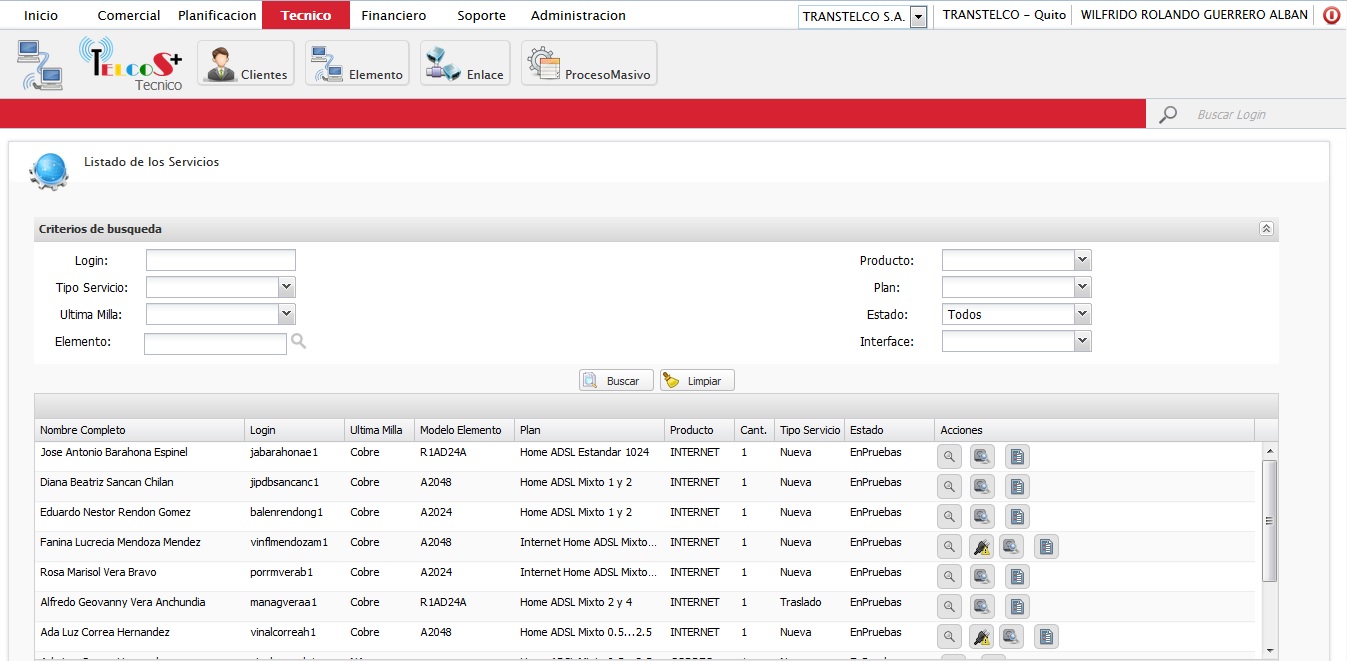 Inicio Comercial Planificacion Tecnico Financiero Soporte Administracion TRANSTELCO S.A. TRANSTELCO - Quito WILFRIDO ROLANDO GUERRERO ALBAN
TELCOS+ Tecnico Clientes Elemento Enlace ProcesoMasivo
Buscar Login
Listado de los Servicios
Criterios de busqueda
Login: Producto:
Tipo Servicio: Plan:
Ultima Milla: Estado: Todos
Elemento: Interface:
Buscar Limpiar
Nombre Completo Login Ultima Milla Modelo Elemento Plan Producto Cant. Tipo Servicio Estado Acciones
Jose Antonio Barahona Espinel jabarahonae1 Cobre R1AD24A Home ADSL Estandar 1024 INTERNET 1 Nueva EnPruebas
Diana Beatriz Sancan Chilan jipdbsancanc1 Cobre A2048 Home ADSL Mixto 1 y 2 INTERNET 1 Nueva EnPruebas
Eduardo Nestor Rendon Gomez balenrendong1 Cobre A2024 Home ADSL Mixto 1 y 2 INTERNET 1 Nueva EnPruebas
Fanina Lucrecia Mendoza Mendez vinflmendozam1 Cobre A2048 Internet Home ADSL Mixto... INTERNET 1 Nueva EnPruebas
Rosa Marisol Vera Bravo porrmverab1 Cobre A2024 Internet Home ADSL Mixto... INTERNET 1 Nueva EnPruebas
Alfredo Geovanny Vera Anchundia managveraa1 Cobre R1AD24A Home ADSL Mixto 2 y 4 INTERNET 1 Traslado EnPruebas
Ada Luz Correa Hernandez vinalcorreah1 Cobre A2048 Home ADSL Mixto 0.5...2.5 INTERNET 1 Nueva EnPruebas